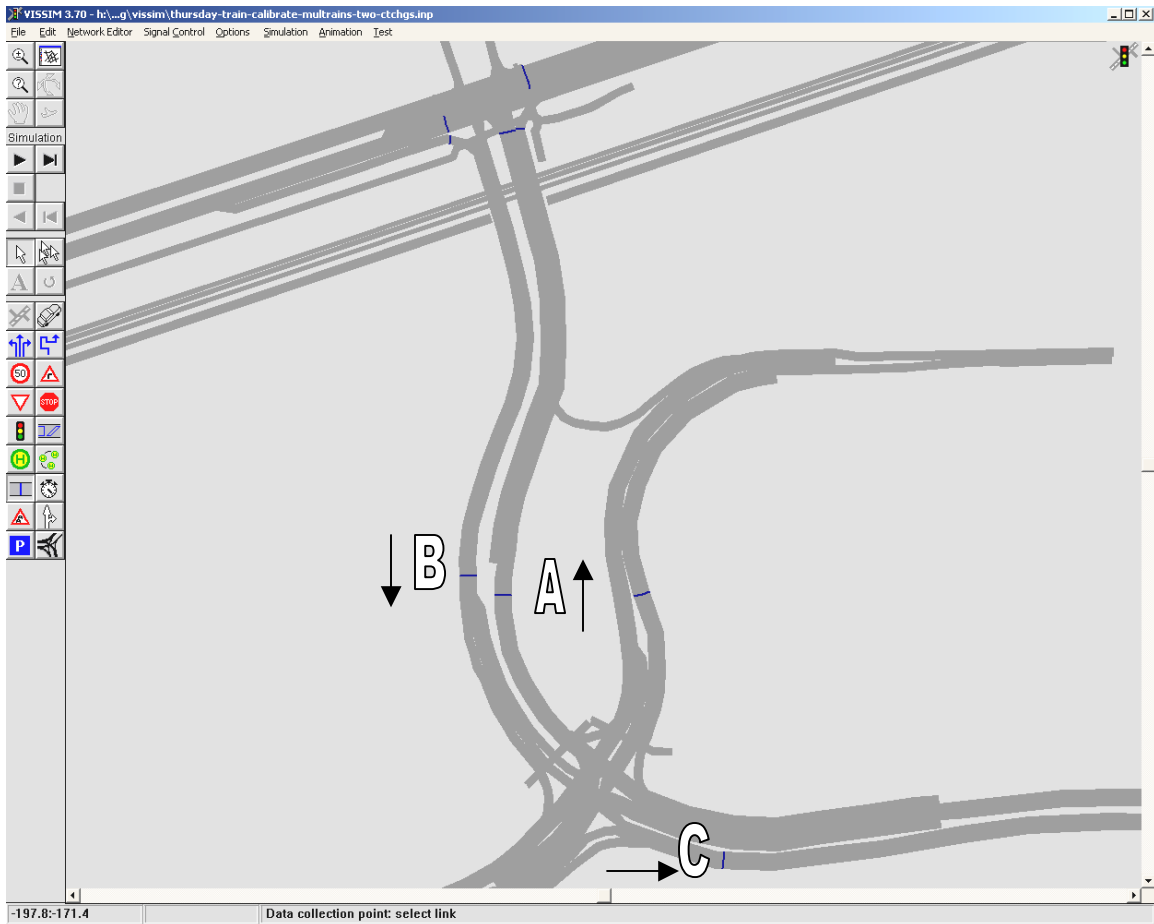 VISSIM 3.70 - h:\...g\vissim\thursday-train-calibrate-multrains-two-ctchgs.inp
File Edit Network Editor Signal Control Options Simulation Animation Test
A
Simulation
50
STOP
H
P
B
A
C
-197.8:-171.4 Data collection point: select link